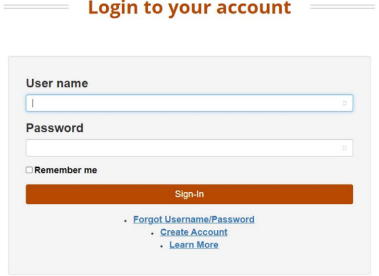 Login to your account
User name
Password
Remember me
Sign-In
Forgot Username/Password
Create Account
Learn More